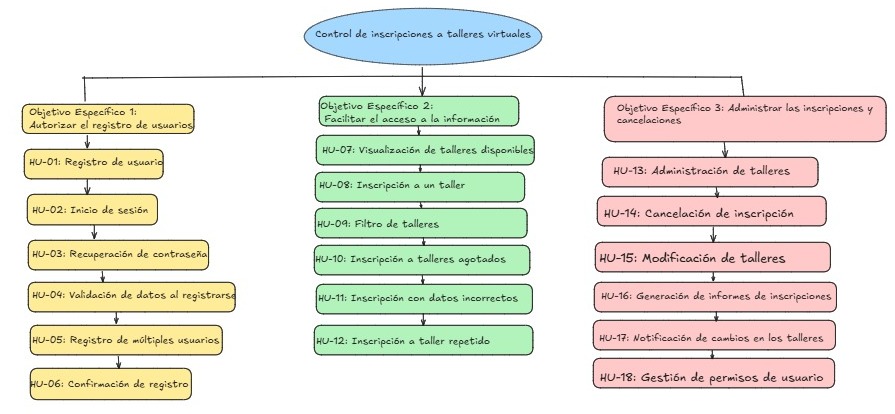 Control de inscripciones a talleres virtuales
Objetivo Específico 1:
Autorizar el registro de usuarios
HU-01: Registro de usuario
HU-02: Inicio de sesión
HU-03: Recuperación de contraseña
HU-04: Validación de datos al registrarse
HU-05: Registro de múltiples usuarios
HU-06: Confirmación de registro
Objetivo Específico 2:
Facilitar el acceso a la información
HU-07: Visualización de talleres disponibles
HU-08: Inscripción a un taller
HU-09: Filtro de talleres
HU-10: Inscripción a talleres agotados
HU-11: Inscripción con datos incorrectos
HU-12: Inscripción a taller repetido
Objetivo Específico 3: Administrar las inscripciones y
cancelaciones
HU-13: Administración de talleres
HU-14: Cancelación de inscripción
HU-15: Modificación de talleres
HU-16: Generación de informes de inscripciones
HU-17: Notificación de cambios en los talleres
HU-18: Gestión de permisos de usuario